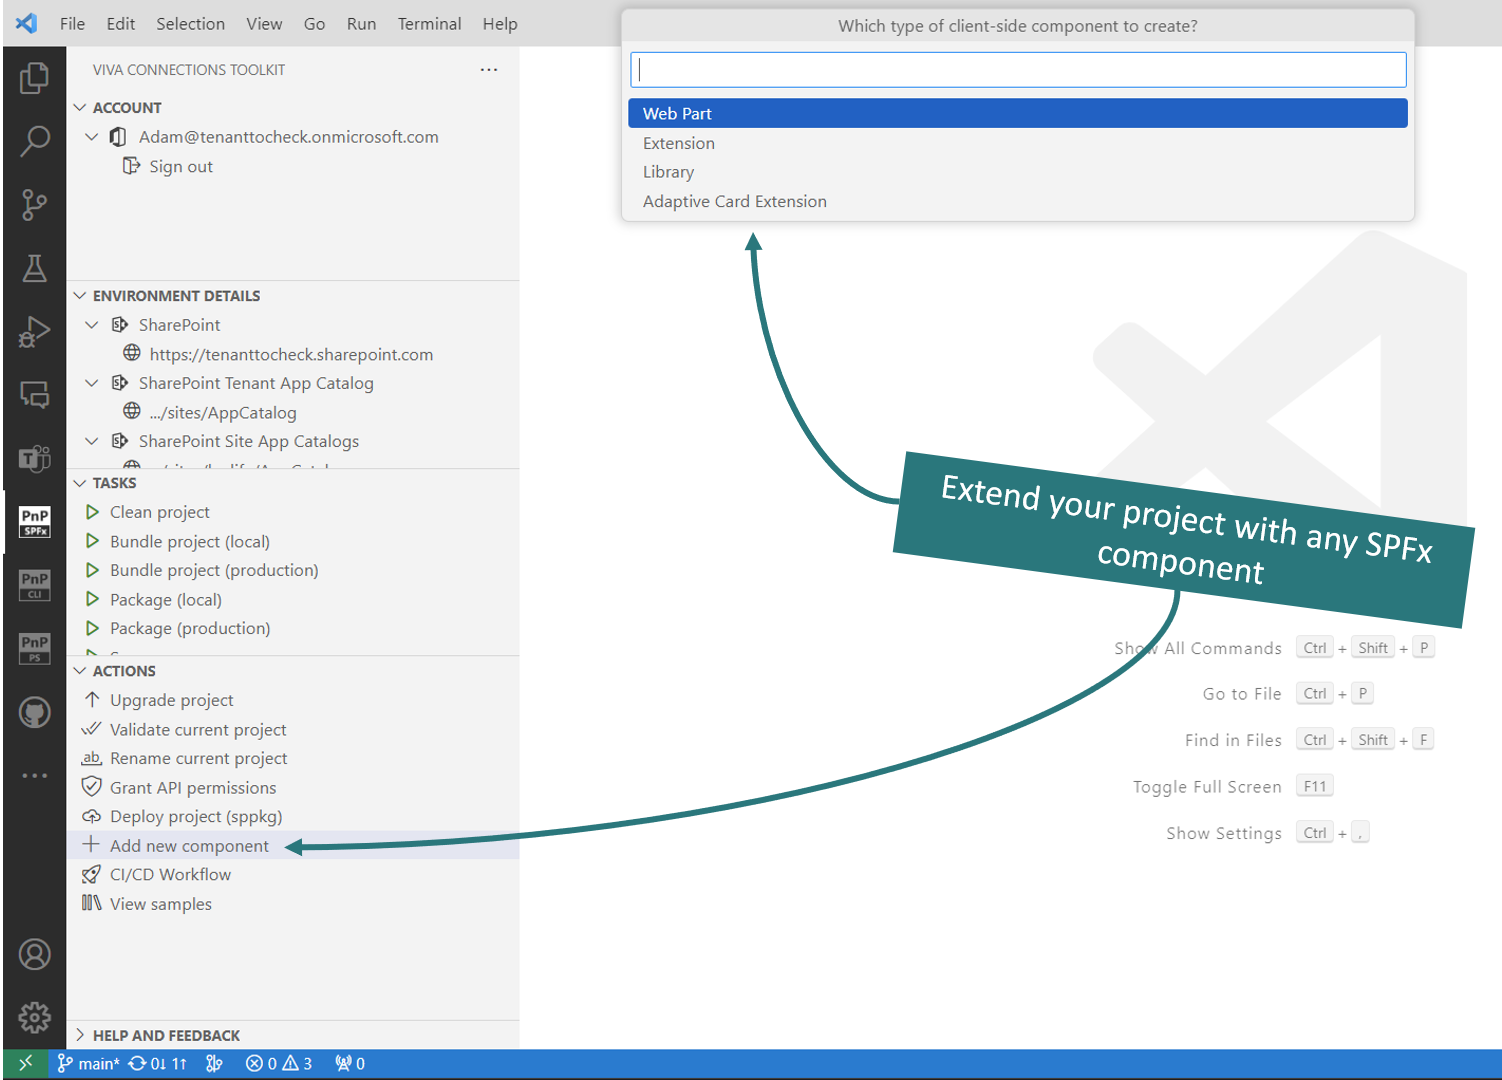 File Edit Selection View Go Run Terminal Help
Which type of client-side component to create?
Web Part
Extension
Library
Adaptive Card Extension
VIVA CONNECTIONS TOOLKIT
ACCOUNT
Adam@tenanttocheck.onmicrosoft.com
Sign out
ENVIRONMENT DETAILS
SharePoint
https://tenanttocheck.sharepoint.com
SharePoint Tenant App Catalog
.../sites/AppCatalog
SharePoint Site App Catalogs
TASKS
Clean project
Bundle project (local)
Bundle project (production)
Package (local)
Package (production)
ACTIONS
Upgrade project
Validate current project
Rename current project
Grant API permissions
Deploy project (sppkg)
Add new component
CI/CD Workflow
View samples
HELP AND FEEDBACK
PnP
SPFx
PnP
CLI
PnP
PS
Extend your project with any SPFx
component
Show All Commands Ctrl + Shift + P
Go to File Ctrl + P
Find in Files Ctrl + Shift + F
Toggle Full Screen F11
Show Settings Ctrl + ,
main* 0↓ 1↑ 0 3 0